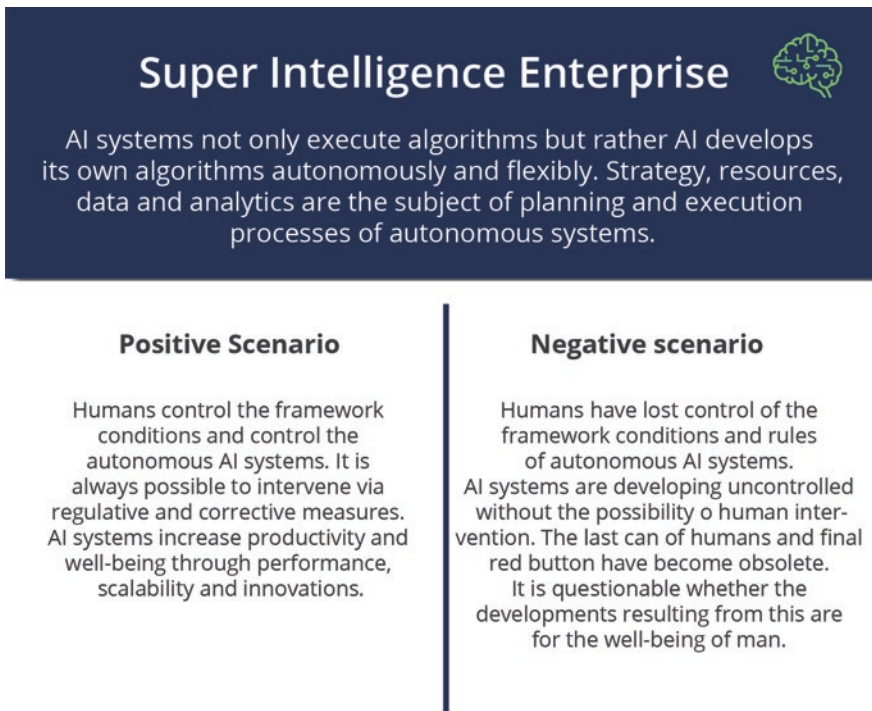 Super Intelligence Enterprise
AI systems not only execute algorithms but rather AI develops
its own algorithms autonomously and flexibly. Strategy, resources,
data and analytics are the subject of planning and execution
processes of autonomous systems.
Positive Scenario
Humans control the framework
conditions and control the
autonomous AI systems. It is
always possible to intervene via
regulative and corrective measures.
AI systems increase productivity and
well-being through performance,
scalability and innovations.
Negative scenario
Humans have lost control of the
framework conditions and rules
of autonomous AI systems.
AI systems are developing uncontrolled
without the possibility o human inter-
vention. The last can of humans and final
red button have become obsolete.
It is questionable whether the
developments resulting from this are
for the well-being of man.